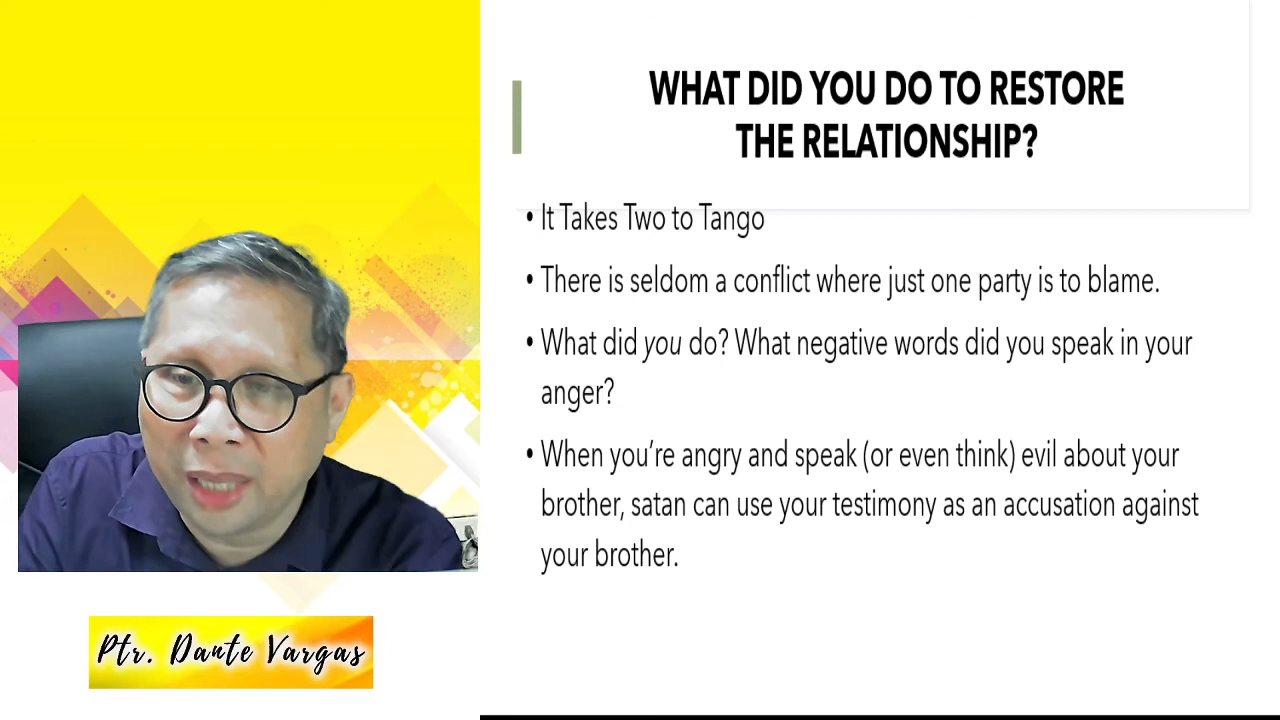 WHAT DID YOU DO TO RESTORE
THE RELATIONSHIP?
• It Takes Two to Tango
• There is seldom a conflict where just one party is to blame.
• What did you do? What negative words did you speak in your
anger?
• When you’re angry and speak (or even think) evil about your
brother, satan can use your testimony as an accusation against
your brother.
Ptr. Dante Vargas